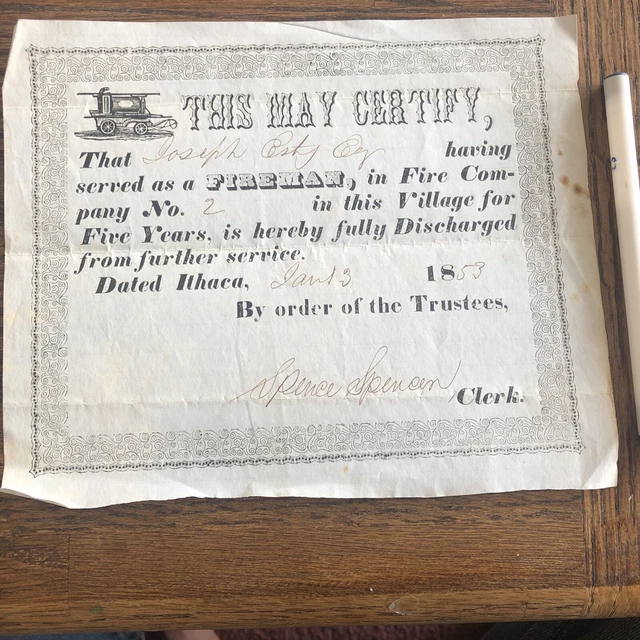 THIS MAY CERTIFY,
That Joseph Esty having
served as a FIREMAN, in Fire Com-
pany No. 2 in this Village for
Five Years, is hereby fully Discharged
from further service.
Dated Ithaca, Jan 13 1853
By order of the Trustees,
Spence Spencer Clerk.